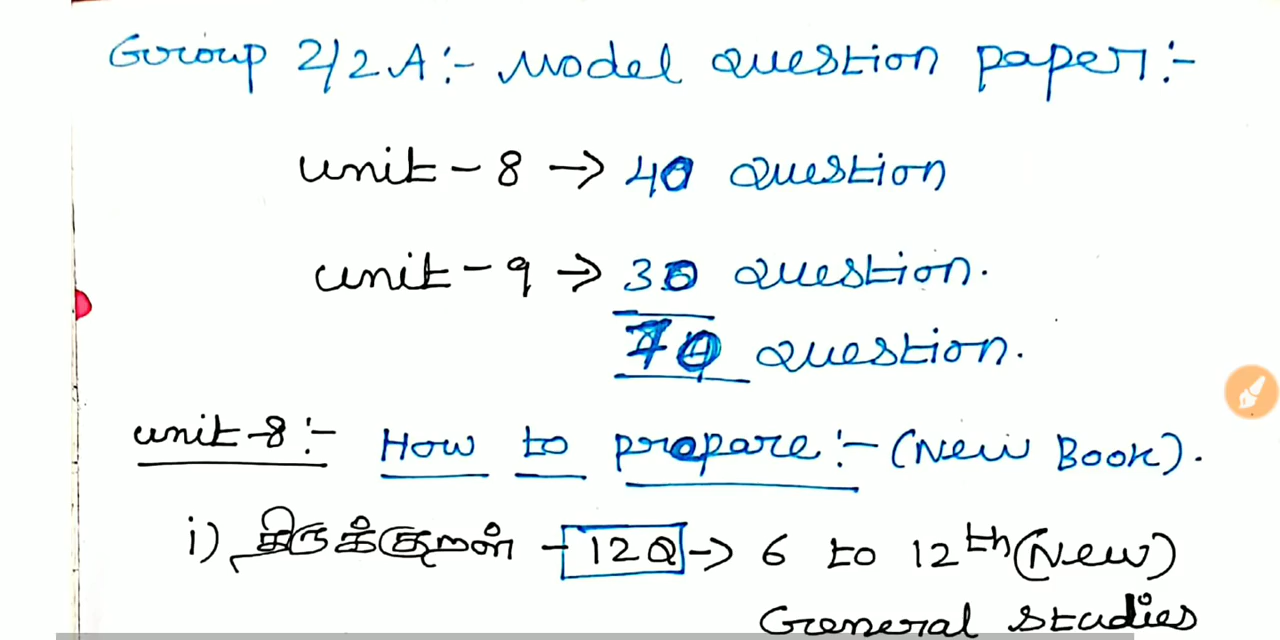 Group 2/2A:- Model question paper:-
unit - 8 → 40 question
unit - 9 → 30 question.
70 question.
unit-8:- How to prepare:- (New Book).
i) திருக்குறள் - 12Q → 6 to 12th (New)
General Studies